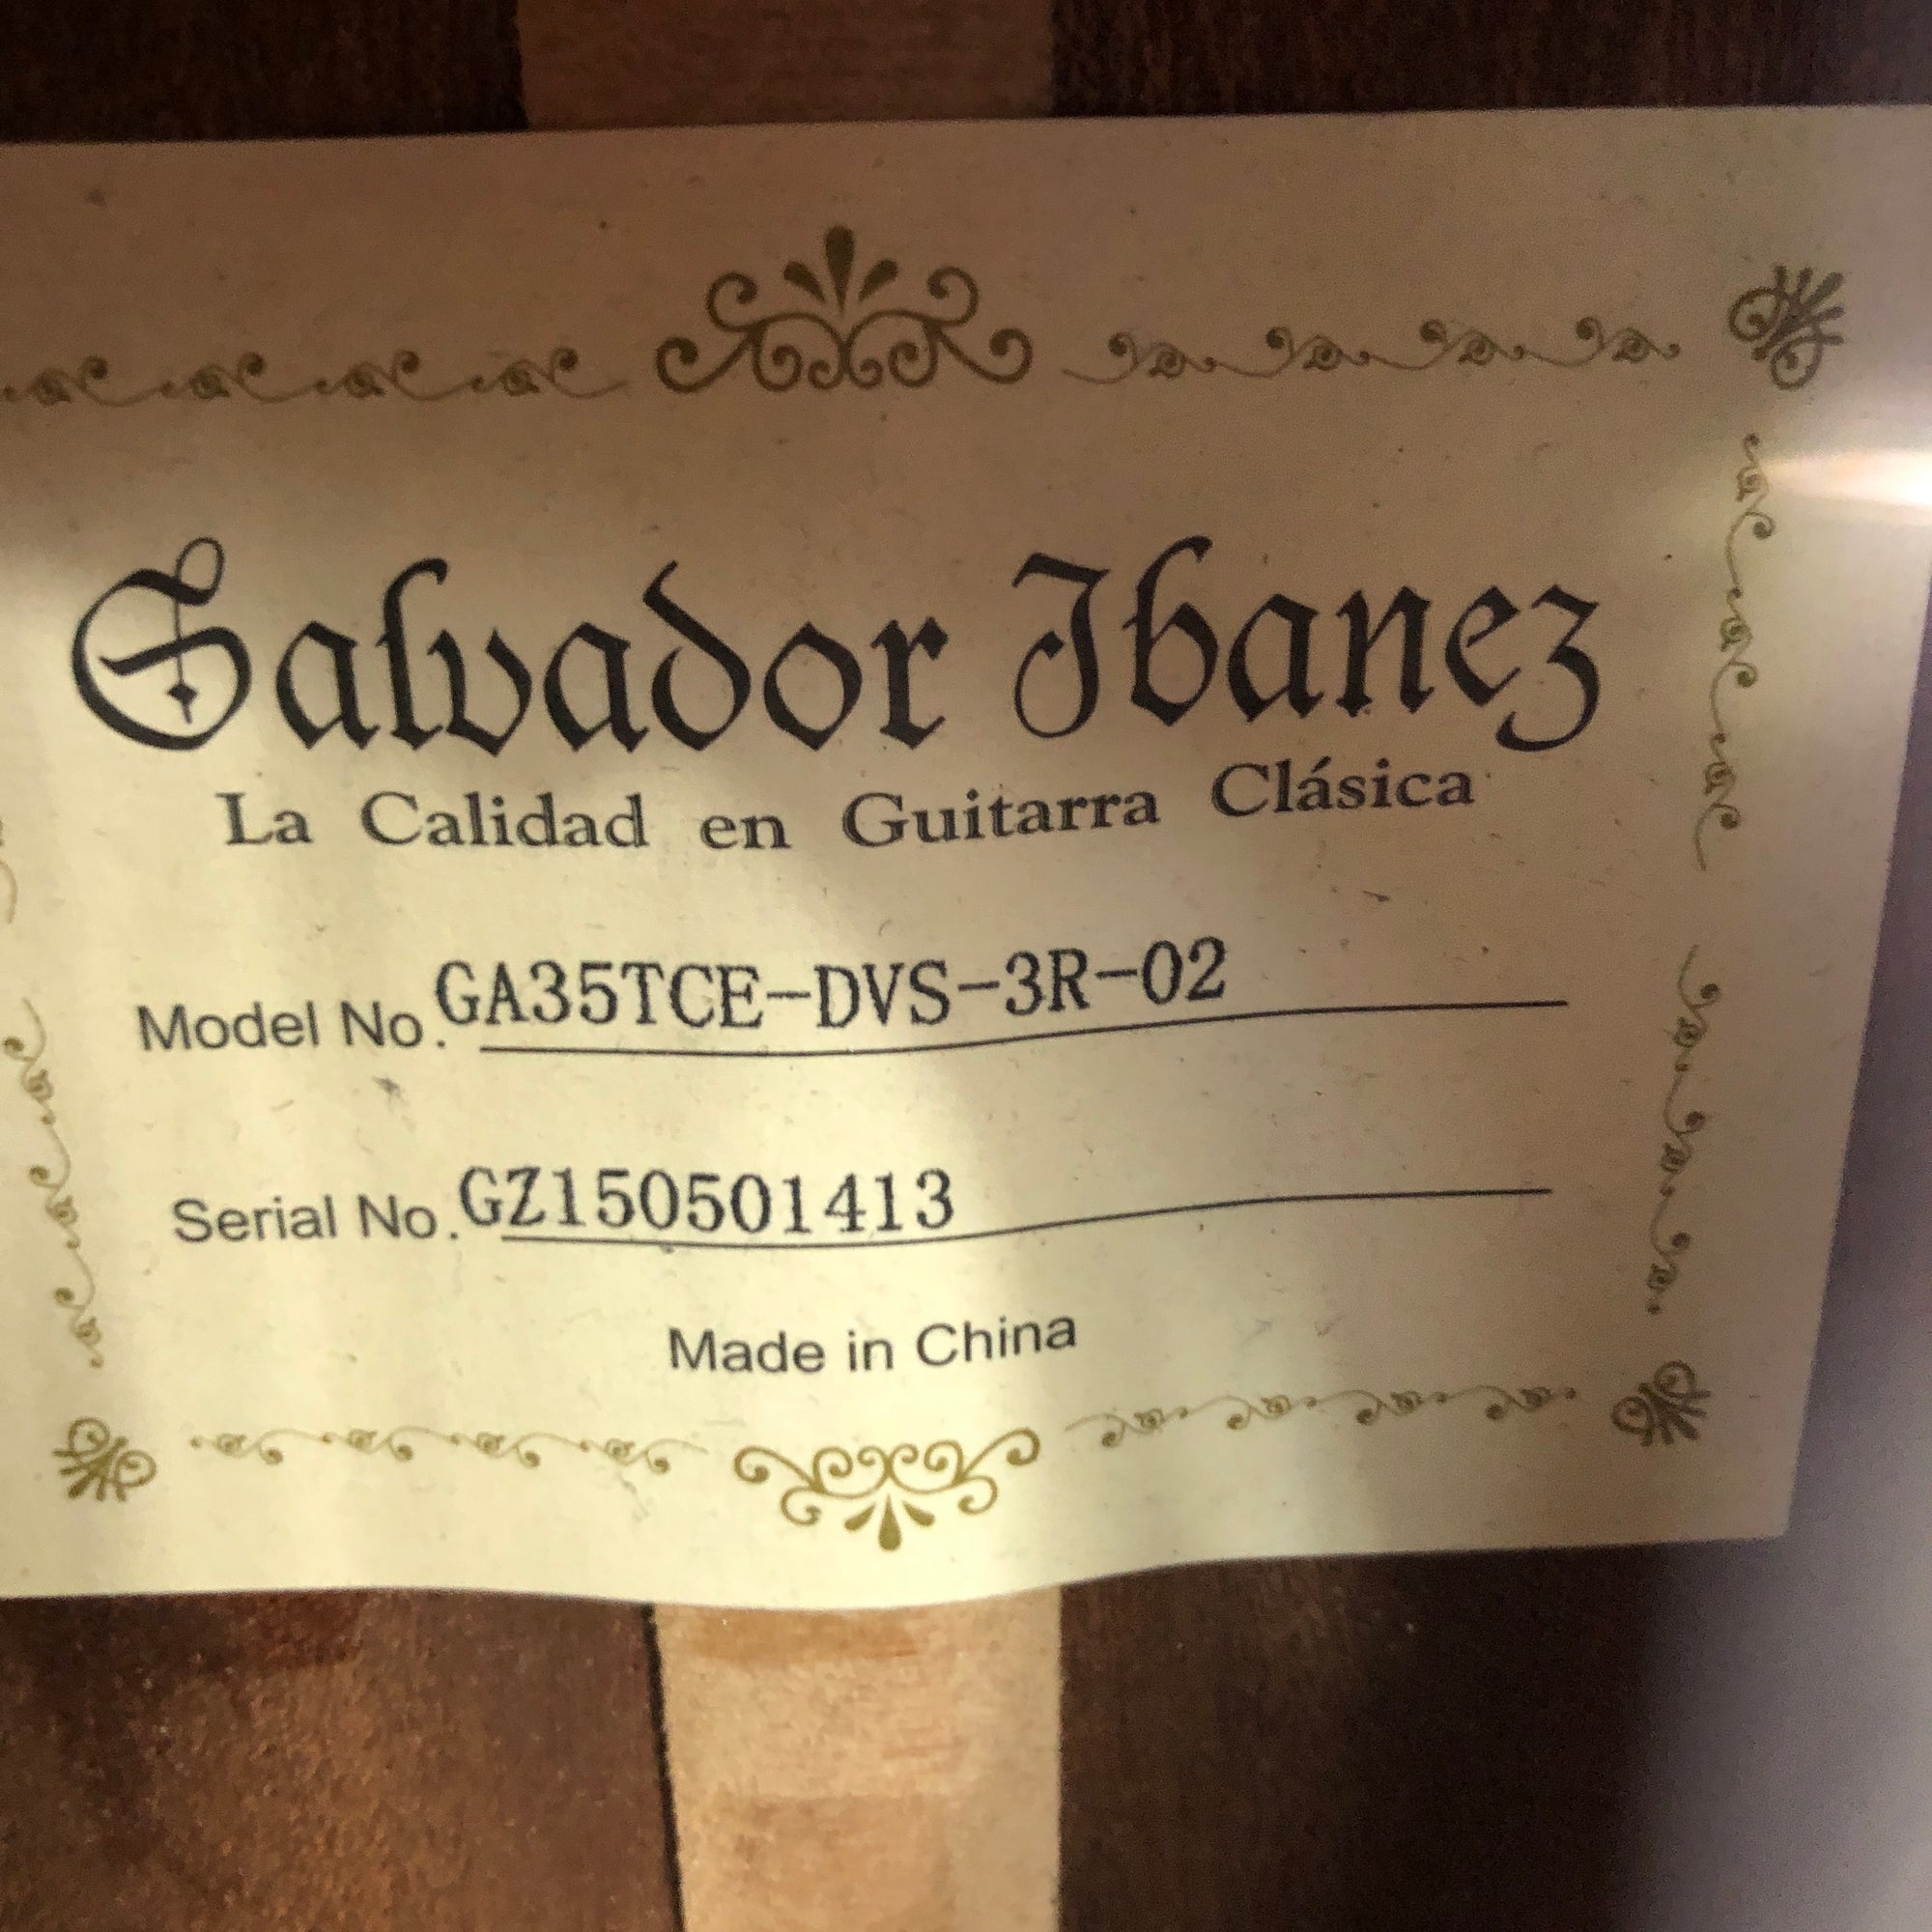 Salvador Ibanez
La Calidad en Guitarra Clásica
Model No. GA35TCE-DVS-3R-02
Serial No. GZ150501413
Made in China